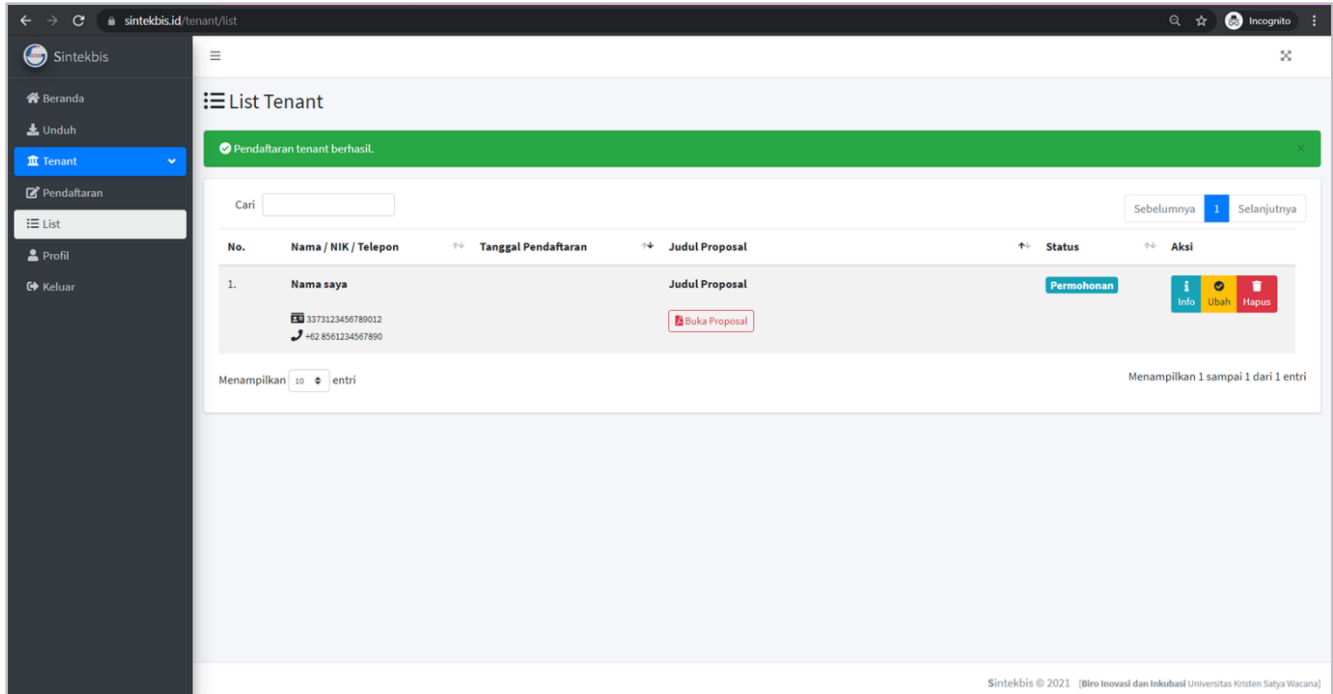 sintekbis.id/tenant/list
Incognito
Sintekbis
Beranda
Unduh
Tenant
Pendaftaran
List
Profil
Keluar
List Tenant
Pendaftaran tenant berhasil.
Cari
Sebelumnya 1 Selanjutnya
No. Nama / NIK / Telepon Tanggal Pendaftaran Judul Proposal Status Aksi
1. Nama saya Judul Proposal Permohonan
Info Ubah Hapus
3373123456789012
Buka Proposal
+62 8561234567890
Menampilkan 10 entri
Menampilkan 1 sampai 1 dari 1 entri
Sintekbis © 2021 [Biro Inovasi dan Inkubasi Universitas Kristen Satya Wacana]